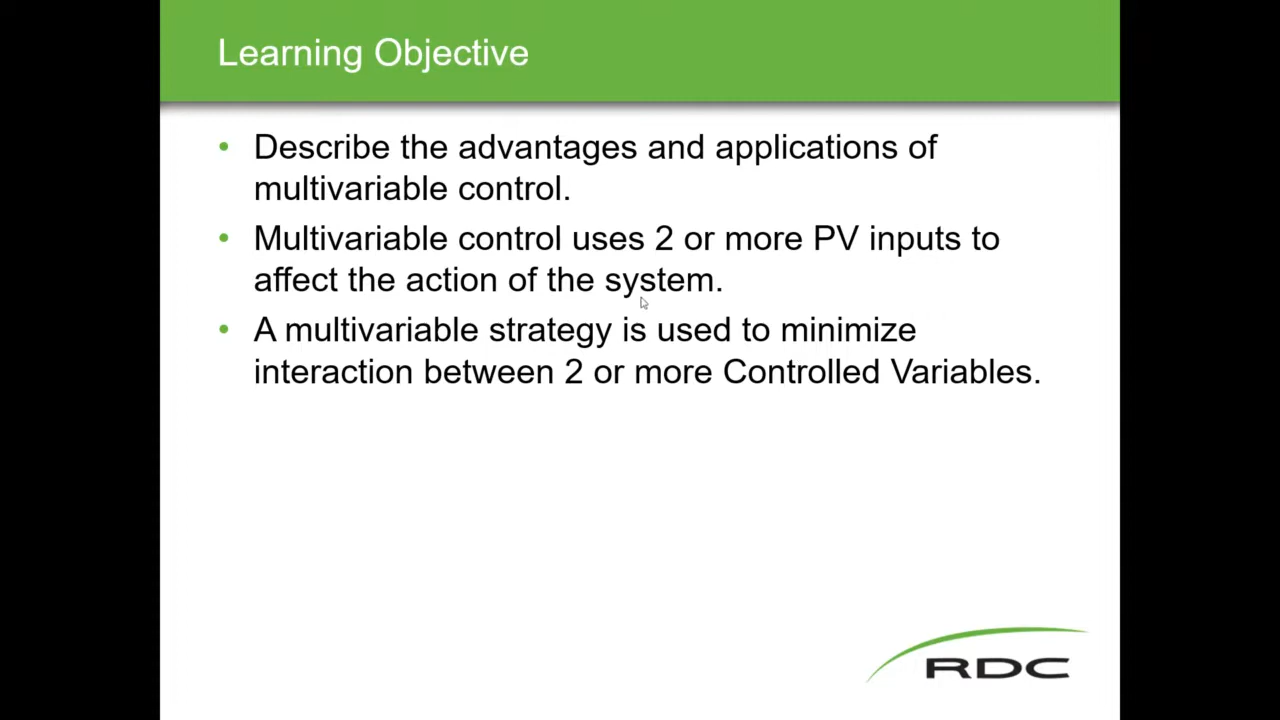 Learning Objective
• Describe the advantages and applications of
multivariable control.
• Multivariable control uses 2 or more PV inputs to
affect the action of the system.
• A multivariable strategy is used to minimize
interaction between 2 or more Controlled Variables.
RDC